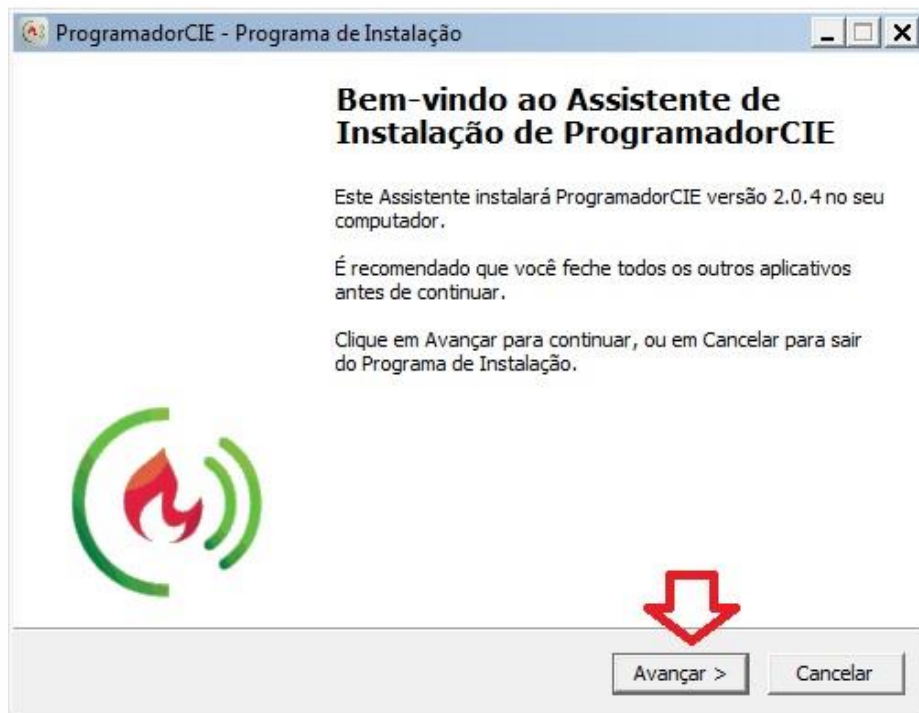 ProgramadorCIE - Programa de Instalação
Bem-vindo ao Assistente de
Instalação de ProgramadorCIE
Este Assistente instalará ProgramadorCIE versão 2.0.4 no seu
computador.
É recomendado que você feche todos os outros aplicativos
antes de continuar.
Clique em Avançar para continuar, ou em Cancelar para sair
do Programa de Instalação.
Avançar >
Cancelar